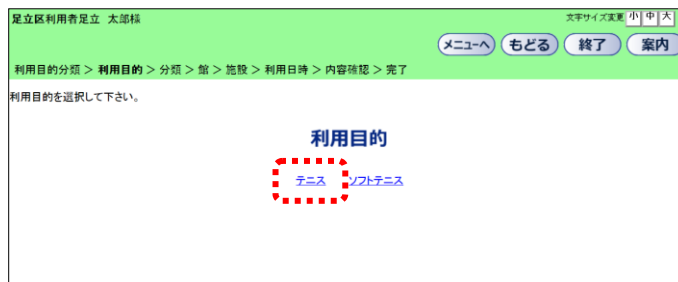 足立区利用者足立 太郎様
文字サイズ変更 小 中 大
メニューへ もどる 終了 案内
利用目的分類 > 利用目的 > 分類 > 館 > 施設 > 利用日時 > 内容確認 > 完了
利用目的を選択して下さい。
利用目的
テニス ソフトテニス